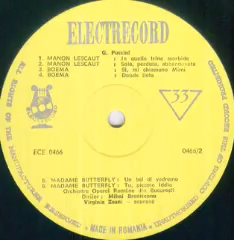 ELECTRECORD
G. Puccini
1. MANON LESCAUT : In quelle trine morbide
2. MANON LESCAUT : Sola, perduta, abbandonata
3. BOEMA : Si, mi chiamano Mimi
4. BOEMA : Donde lieta
33
ECE 0466
0466/2
5. MADAME BUTTERFLY : Un bel di vedremo
6. MADAME BUTTERFLY : Tu, piccolo Iddio
Orchestra Operei Române din Bucureşti
Dirijor : Mihai Brediceanu
Virginia Zeani : soprano
MADE IN ROMANIA